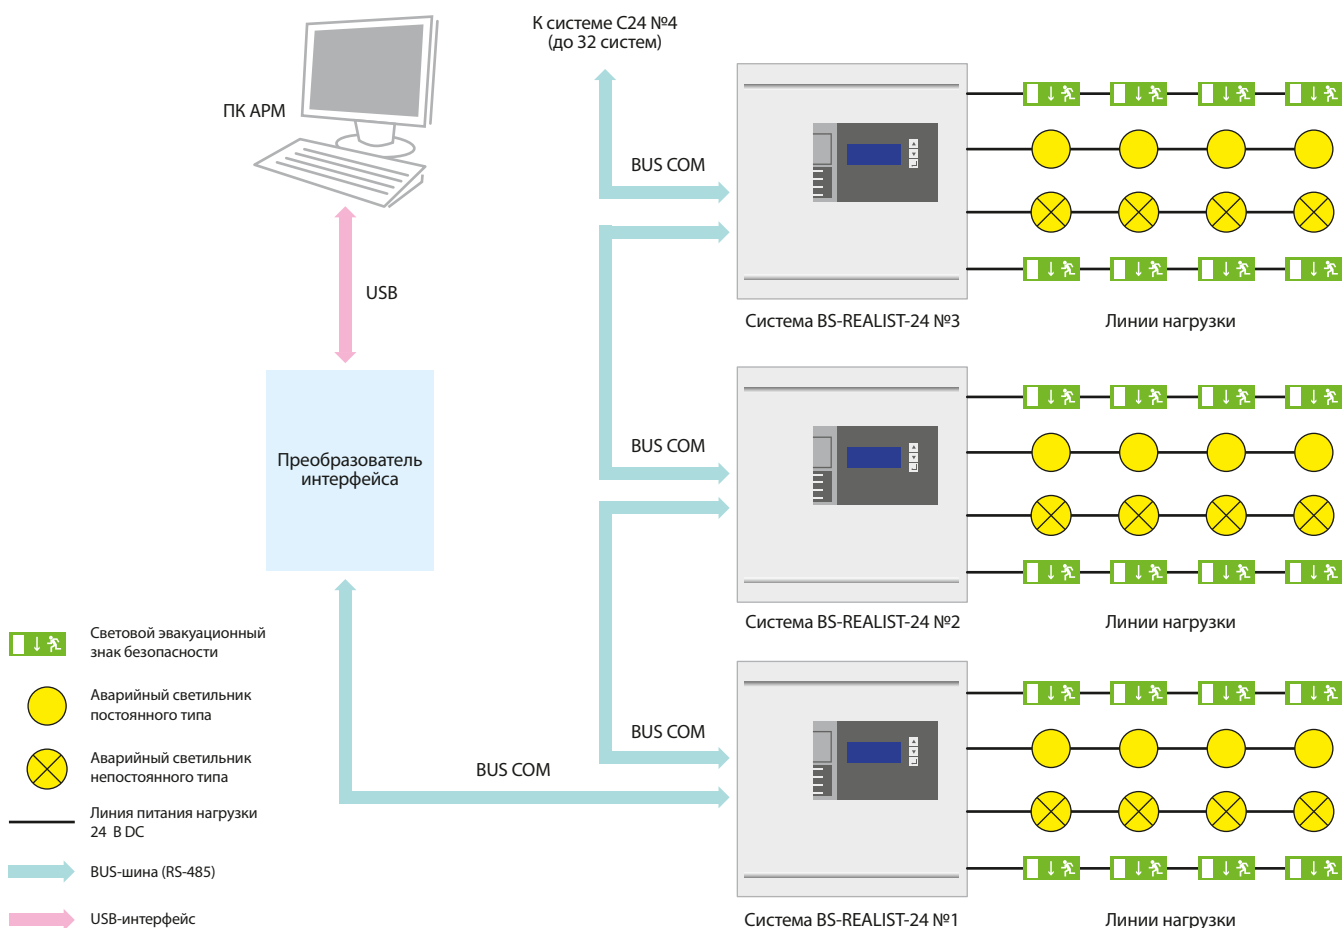 К системе С24 №4
(до 32 систем)
ПК АРМ
BUS COM
USB
Система BS-REALIST-24 №3
Линии нагрузки
Преобразователь
интерфейса
BUS COM
Система BS-REALIST-24 №2
Линии нагрузки
BUS COM
BUS COM
Система BS-REALIST-24 №1
Линии нагрузки
Световой эвакуационный
знак безопасности
Аварийный светильник
постоянного типа
Аварийный светильник
непостоянного типа
Линия питания нагрузки
24 В DC
BUS-шина (RS-485)
USB-интерфейс